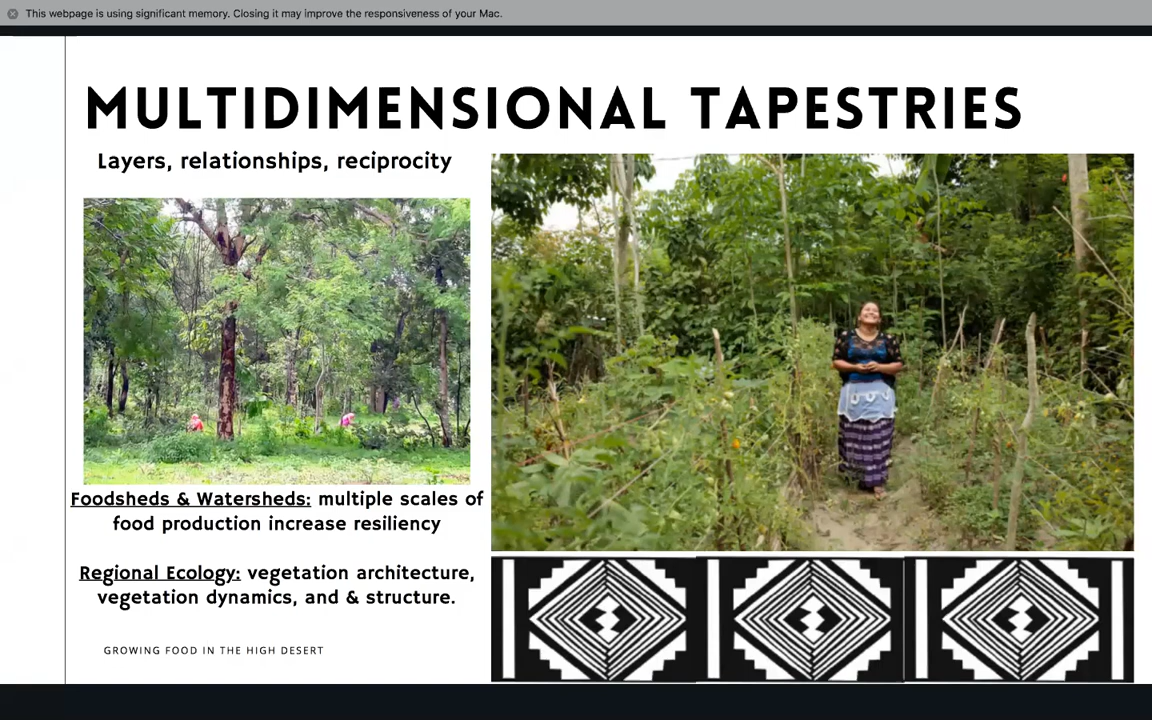 This webpage is using significant memory. Closing it may improve the responsiveness of your Mac.
MULTIDIMENSIONAL TAPESTRIES
Layers, relationships, reciprocity
Foodsheds & Watersheds: multiple scales of
food production increase resiliency
Regional Ecology: vegetation architecture,
vegetation dynamics, and & structure.
GROWING FOOD IN THE HIGH DESERT